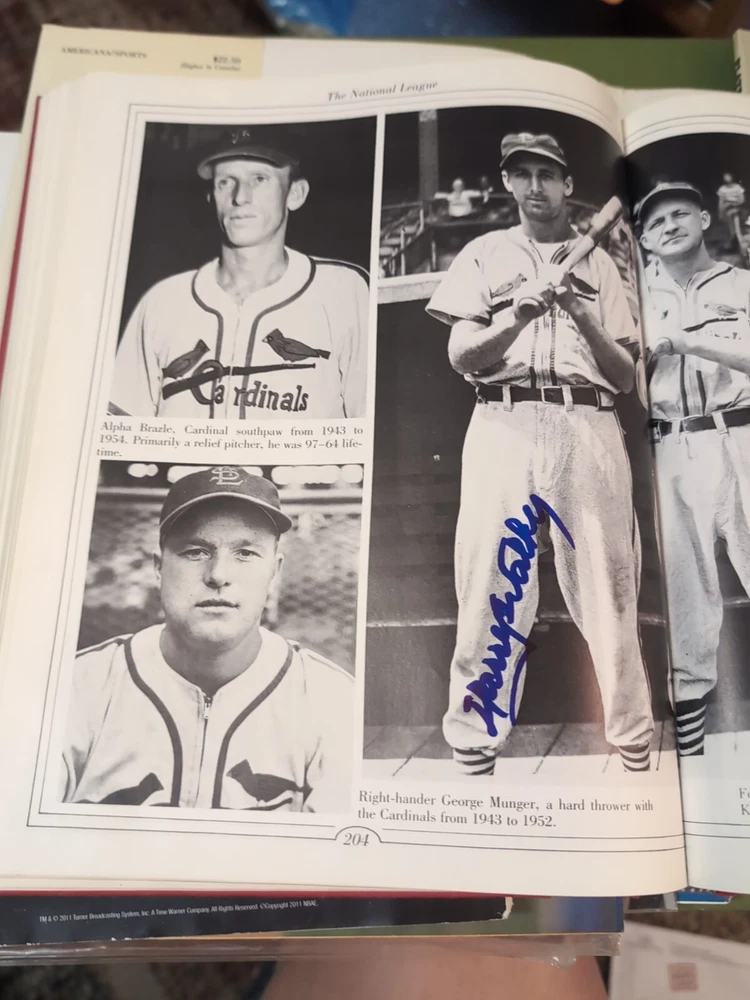 AMERICANA/SPORTS
$22.50
(Higher in Canada)
The National League
Cardinals
Alpha Brazle, Cardinal southpaw from 1943 to
1954. Primarily a relief pitcher, he was 97–64 life-
time.
STL
Harry Walker
Right-hander George Munger, a hard thrower with
the Cardinals from 1943 to 1952.
204
TM & © 2011 Turner Broadcasting System, Inc. A Time Warner Company. All Rights Reserved. ©Copyright 2011 NBAE.